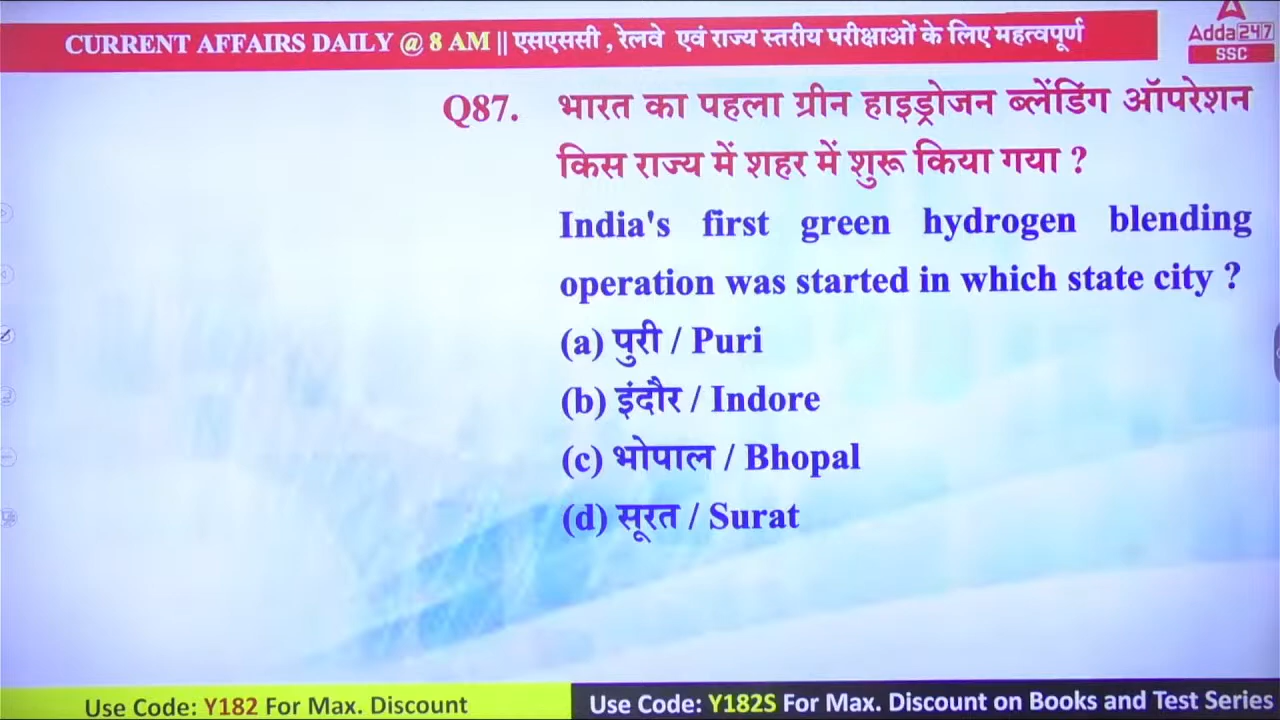 CURRENT AFFAIRS DAILY @ 8 AM || एसएससी , रेलवे एवं राज्य स्तरीय परीक्षाओं के लिए महत्वपूर्ण
Adda247
SSC
Q87. भारत का पहला ग्रीन हाइड्रोजन ब्लेंडिंग ऑपरेशन
किस राज्य में शहर में शुरू किया गया ?
India's first green hydrogen blending
operation was started in which state city ?
(a) पुरी / Puri
(b) इंदौर / Indore
(c) भोपाल / Bhopal
(d) सूरत / Surat
Use Code: Y182 For Max. Discount
Use Code: Y182S For Max. Discount on Books and Test Series